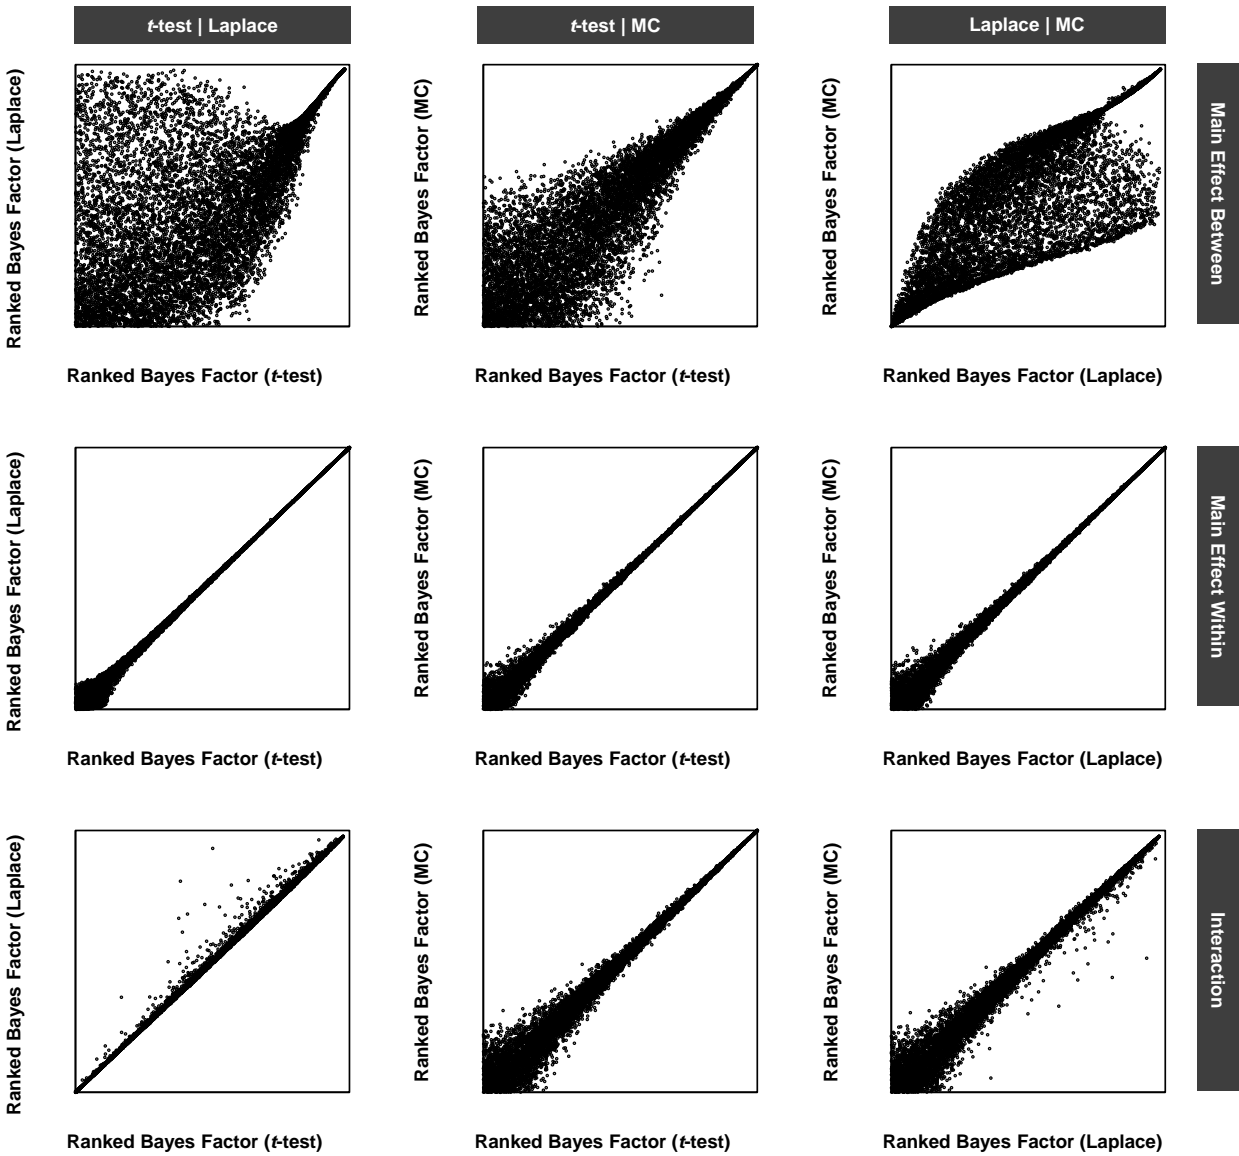 t-test | Laplace
t-test | MC
Laplace | MC
Ranked Bayes Factor (Laplace)
Ranked Bayes Factor (MC)
Ranked Bayes Factor (MC)
Main Effect Between
Ranked Bayes Factor (t-test)
Ranked Bayes Factor (t-test)
Ranked Bayes Factor (Laplace)
Ranked Bayes Factor (Laplace)
Ranked Bayes Factor (MC)
Ranked Bayes Factor (MC)
Main Effect Within
Ranked Bayes Factor (t-test)
Ranked Bayes Factor (t-test)
Ranked Bayes Factor (Laplace)
Ranked Bayes Factor (Laplace)
Ranked Bayes Factor (MC)
Ranked Bayes Factor (MC)
Interaction
Ranked Bayes Factor (t-test)
Ranked Bayes Factor (t-test)
Ranked Bayes Factor (Laplace)